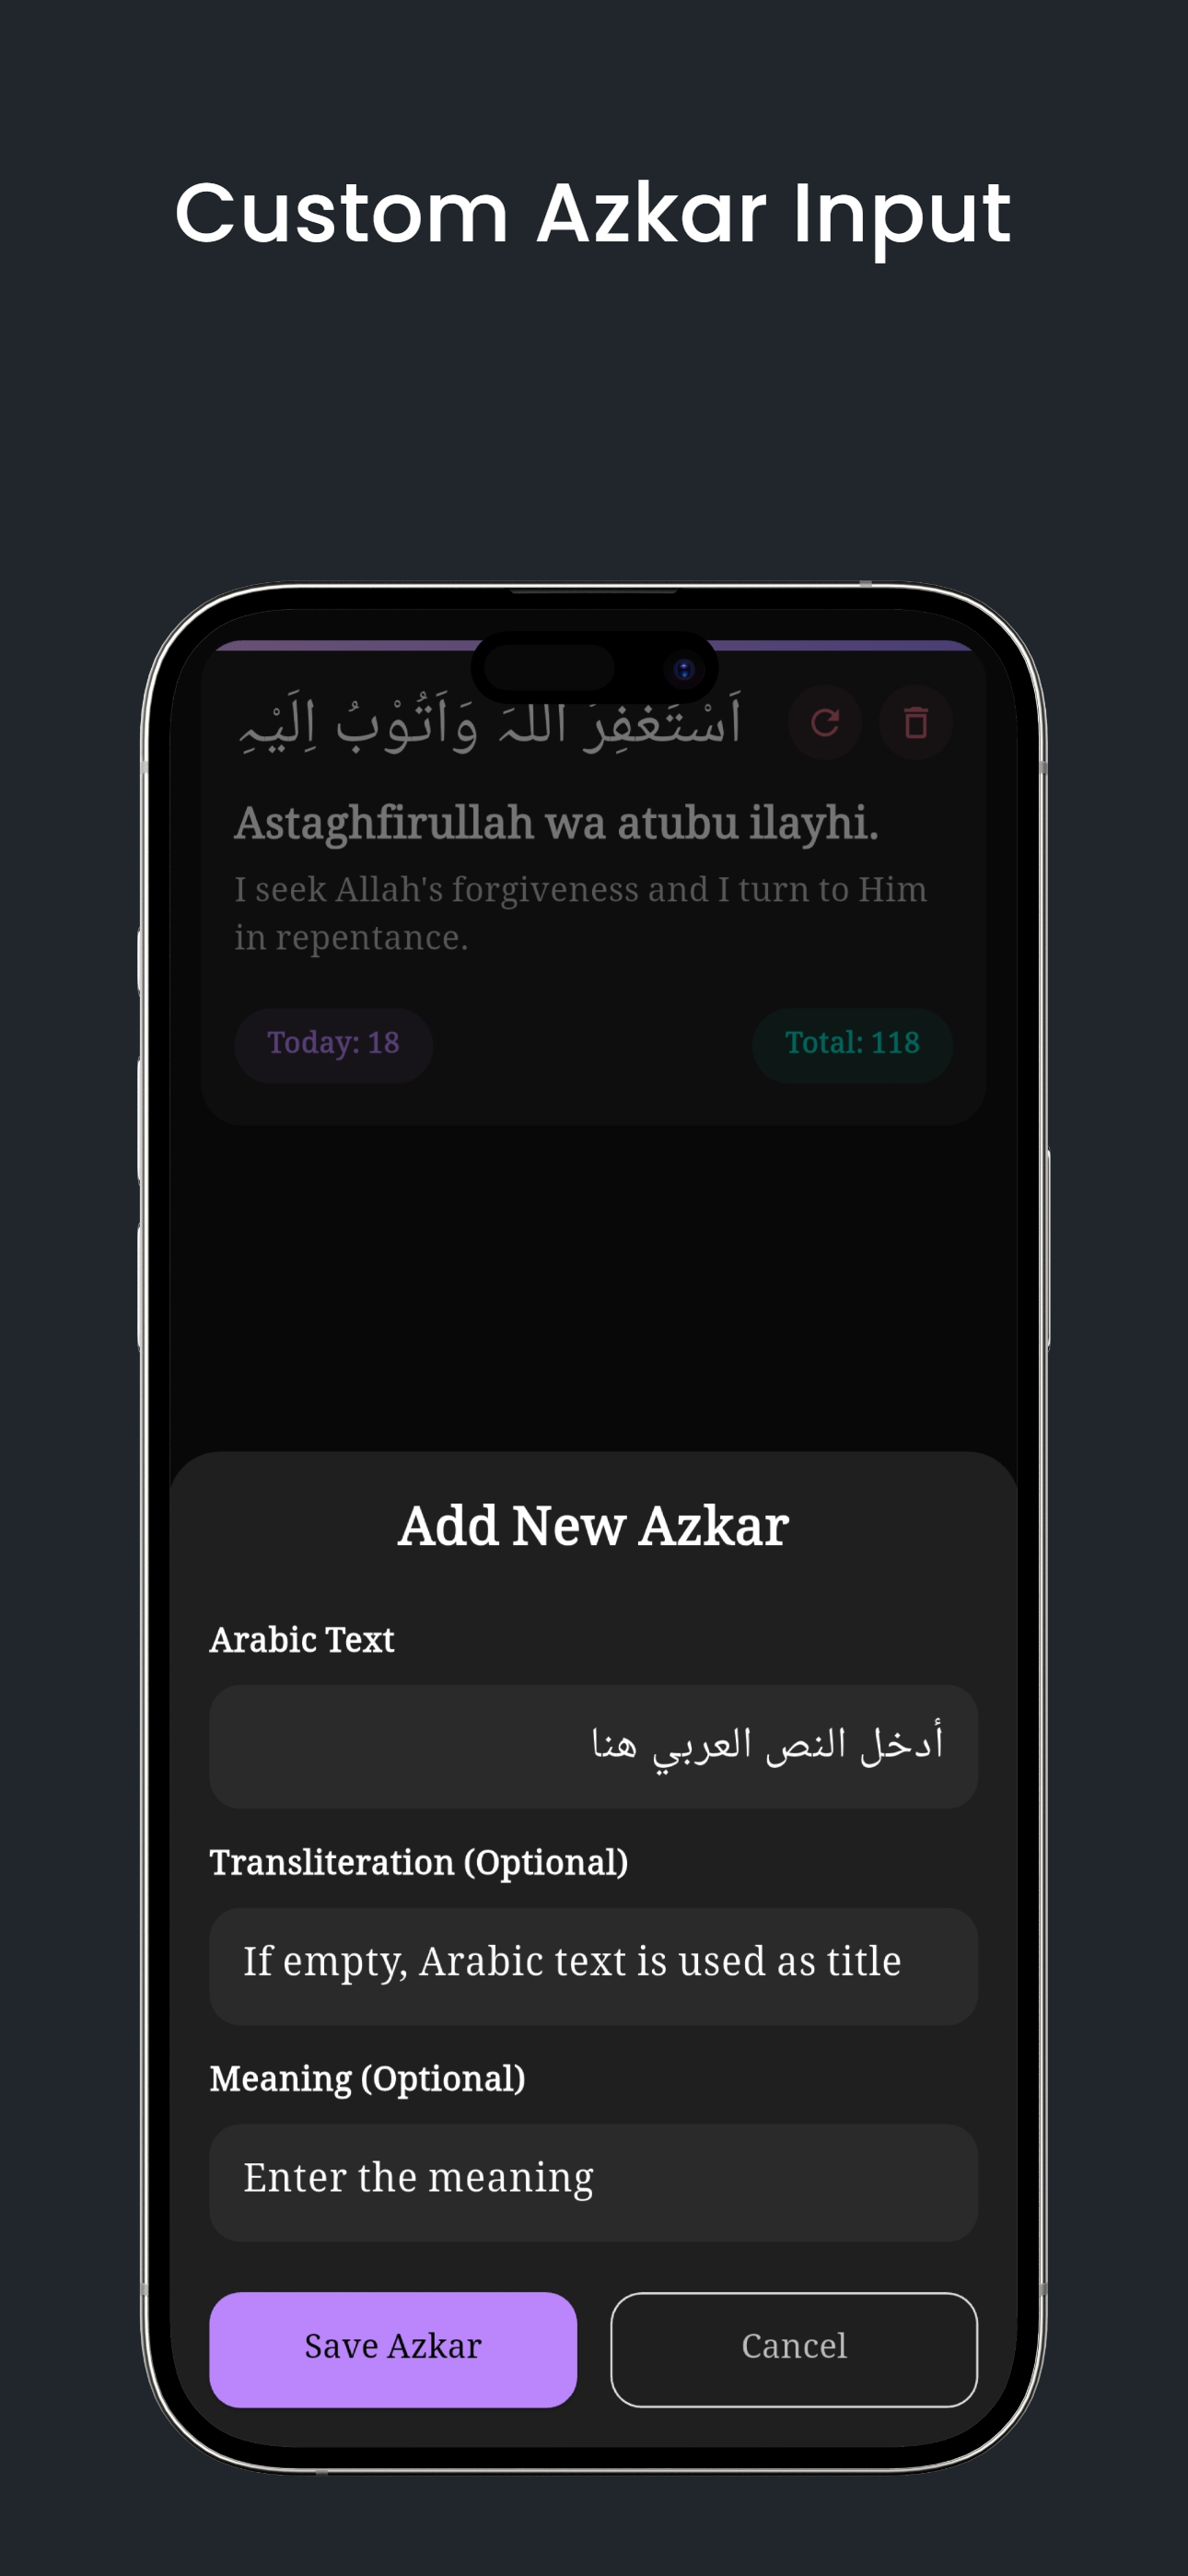 Custom Azkar Input
اَسْتَغْفِرُ اللّٰہَ وَاَتُوْبُ اِلَیْہِ
Astaghfirullah wa atubu ilayhi.
I seek Allah's forgiveness and I turn to Him
in repentance.
Today: 18
Total: 118
Add New Azkar
Arabic Text
أدخل النص العربي هنا
Transliteration (Optional)
If empty, Arabic text is used as title
Meaning (Optional)
Enter the meaning
Save Azkar
Cancel